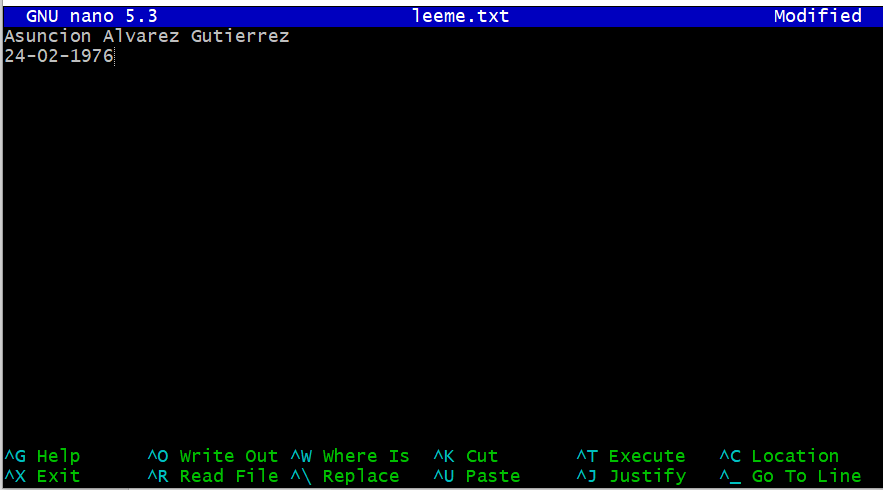 GNU nano 5.3 leeme.txt Modified
Asuncion Alvarez Gutierrez
24-02-1976
^G Help ^O Write Out ^W Where Is ^K Cut ^T Execute ^C Location
^X Exit ^R Read File ^\ Replace ^U Paste ^J Justify ^_ Go To Line